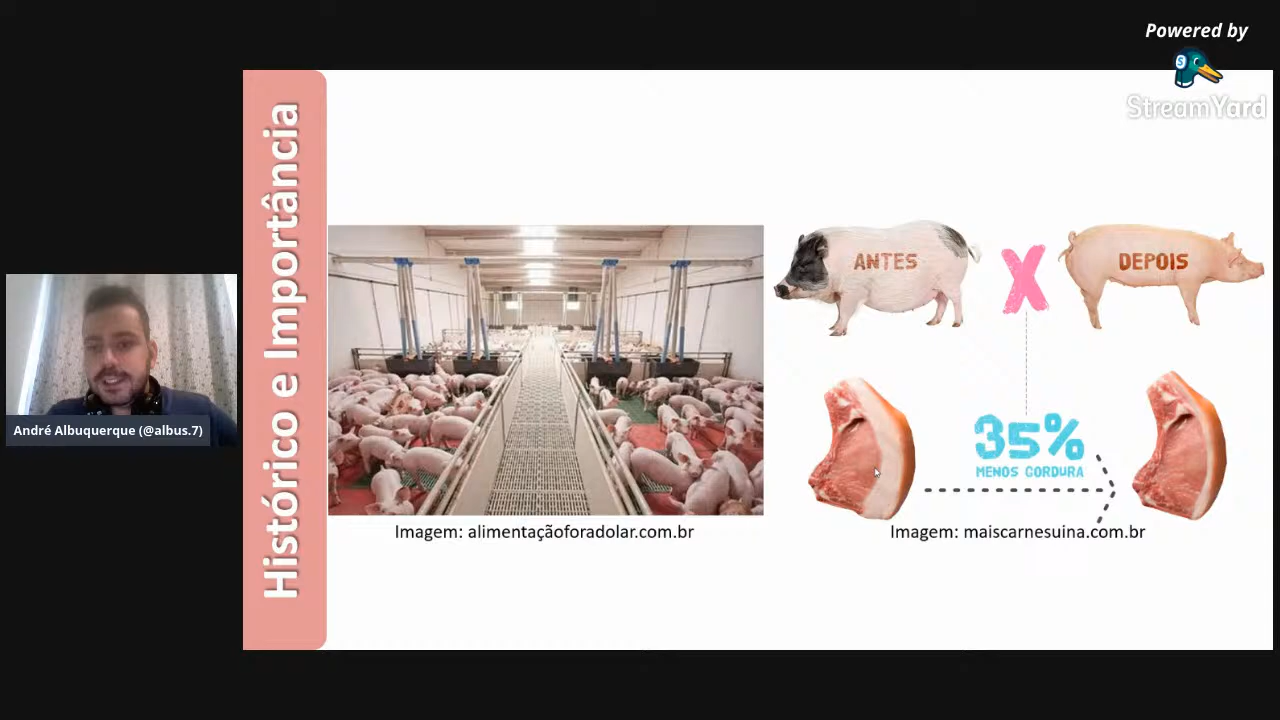 Powered by
StreamYard
Histórico e Importância
ANTES
X
DEPOIS
35%
MENOS GORDURA
André Albuquerque (@albus.7)
Imagem: alimentaçãoforadolar.com.br
Imagem: maiscarnesuina.com.br